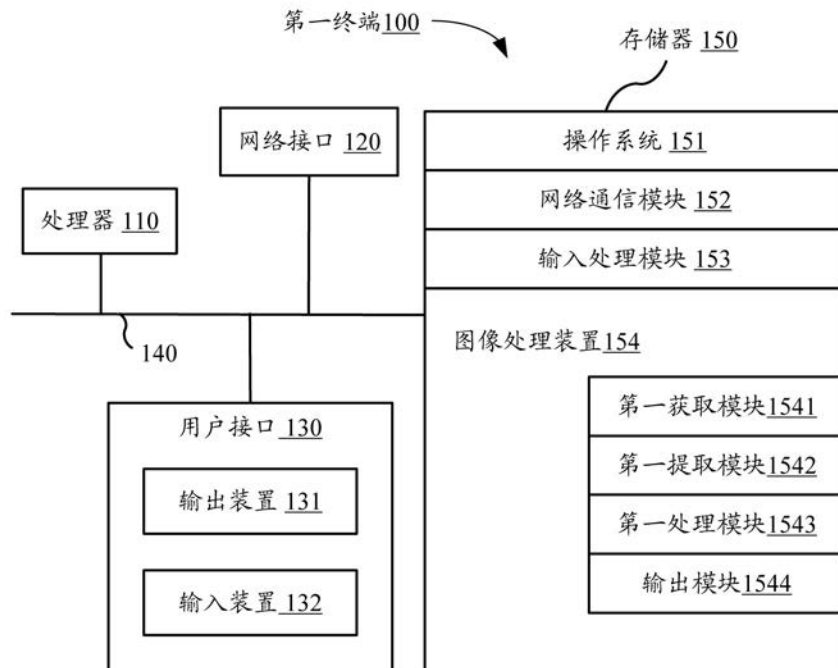 第一终端100
存储器 150
网络接口 120
处理器 110
操作系统 151
网络通信模块 152
输入处理模块 153
140
图像处理装置154
第一获取模块1541
第一提取模块1542
第一处理模块1543
输出模块1544
用户接口 130
输出装置 131
输入装置 132